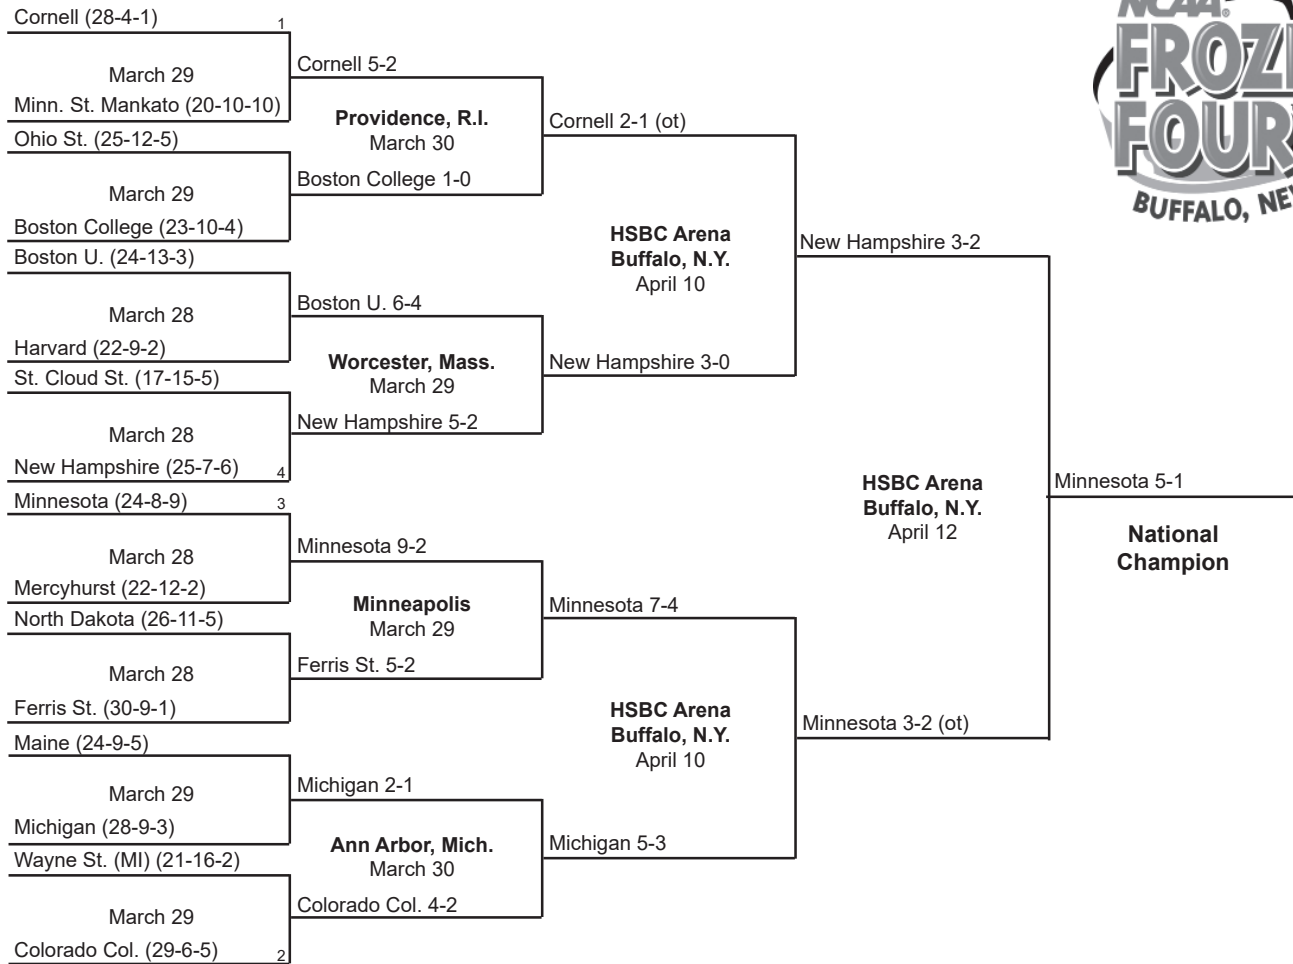 Cornell (28-4-1) 1
March 29
Minn. St. Mankato (20-10-10)
Ohio St. (25-12-5)
March 29
Boston College (23-10-4)
Boston U. (24-13-3)
March 28
Harvard (22-9-2)
St. Cloud St. (17-15-5)
March 28
New Hampshire (25-7-6) 4
Minnesota (24-8-9) 3
March 28
Mercyhurst (22-12-2)
North Dakota (26-11-5)
March 28
Ferris St. (30-9-1)
Maine (24-9-5)
March 29
Michigan (28-9-3)
Wayne St. (MI) (21-16-2)
March 29
Colorado Col. (29-6-5) 2
Cornell 5-2
Providence, R.I.
March 30
Boston College 1-0
Boston U. 6-4
Worcester, Mass.
March 29
New Hampshire 5-2
Minnesota 9-2
Minneapolis
March 29
Ferris St. 5-2
Michigan 2-1
Ann Arbor, Mich.
March 30
Colorado Col. 4-2
Cornell 2-1 (ot)
HSBC Arena
Buffalo, N.Y.
April 10
New Hampshire 3-0
Minnesota 7-4
HSBC Arena
Buffalo, N.Y.
April 10
Michigan 5-3
New Hampshire 3-2
HSBC Arena
Buffalo, N.Y.
April 12
Minnesota 3-2 (ot)
Minnesota 5-1
National
Champion
NCAA®
FROZE
FOUR
BUFFALO, NE